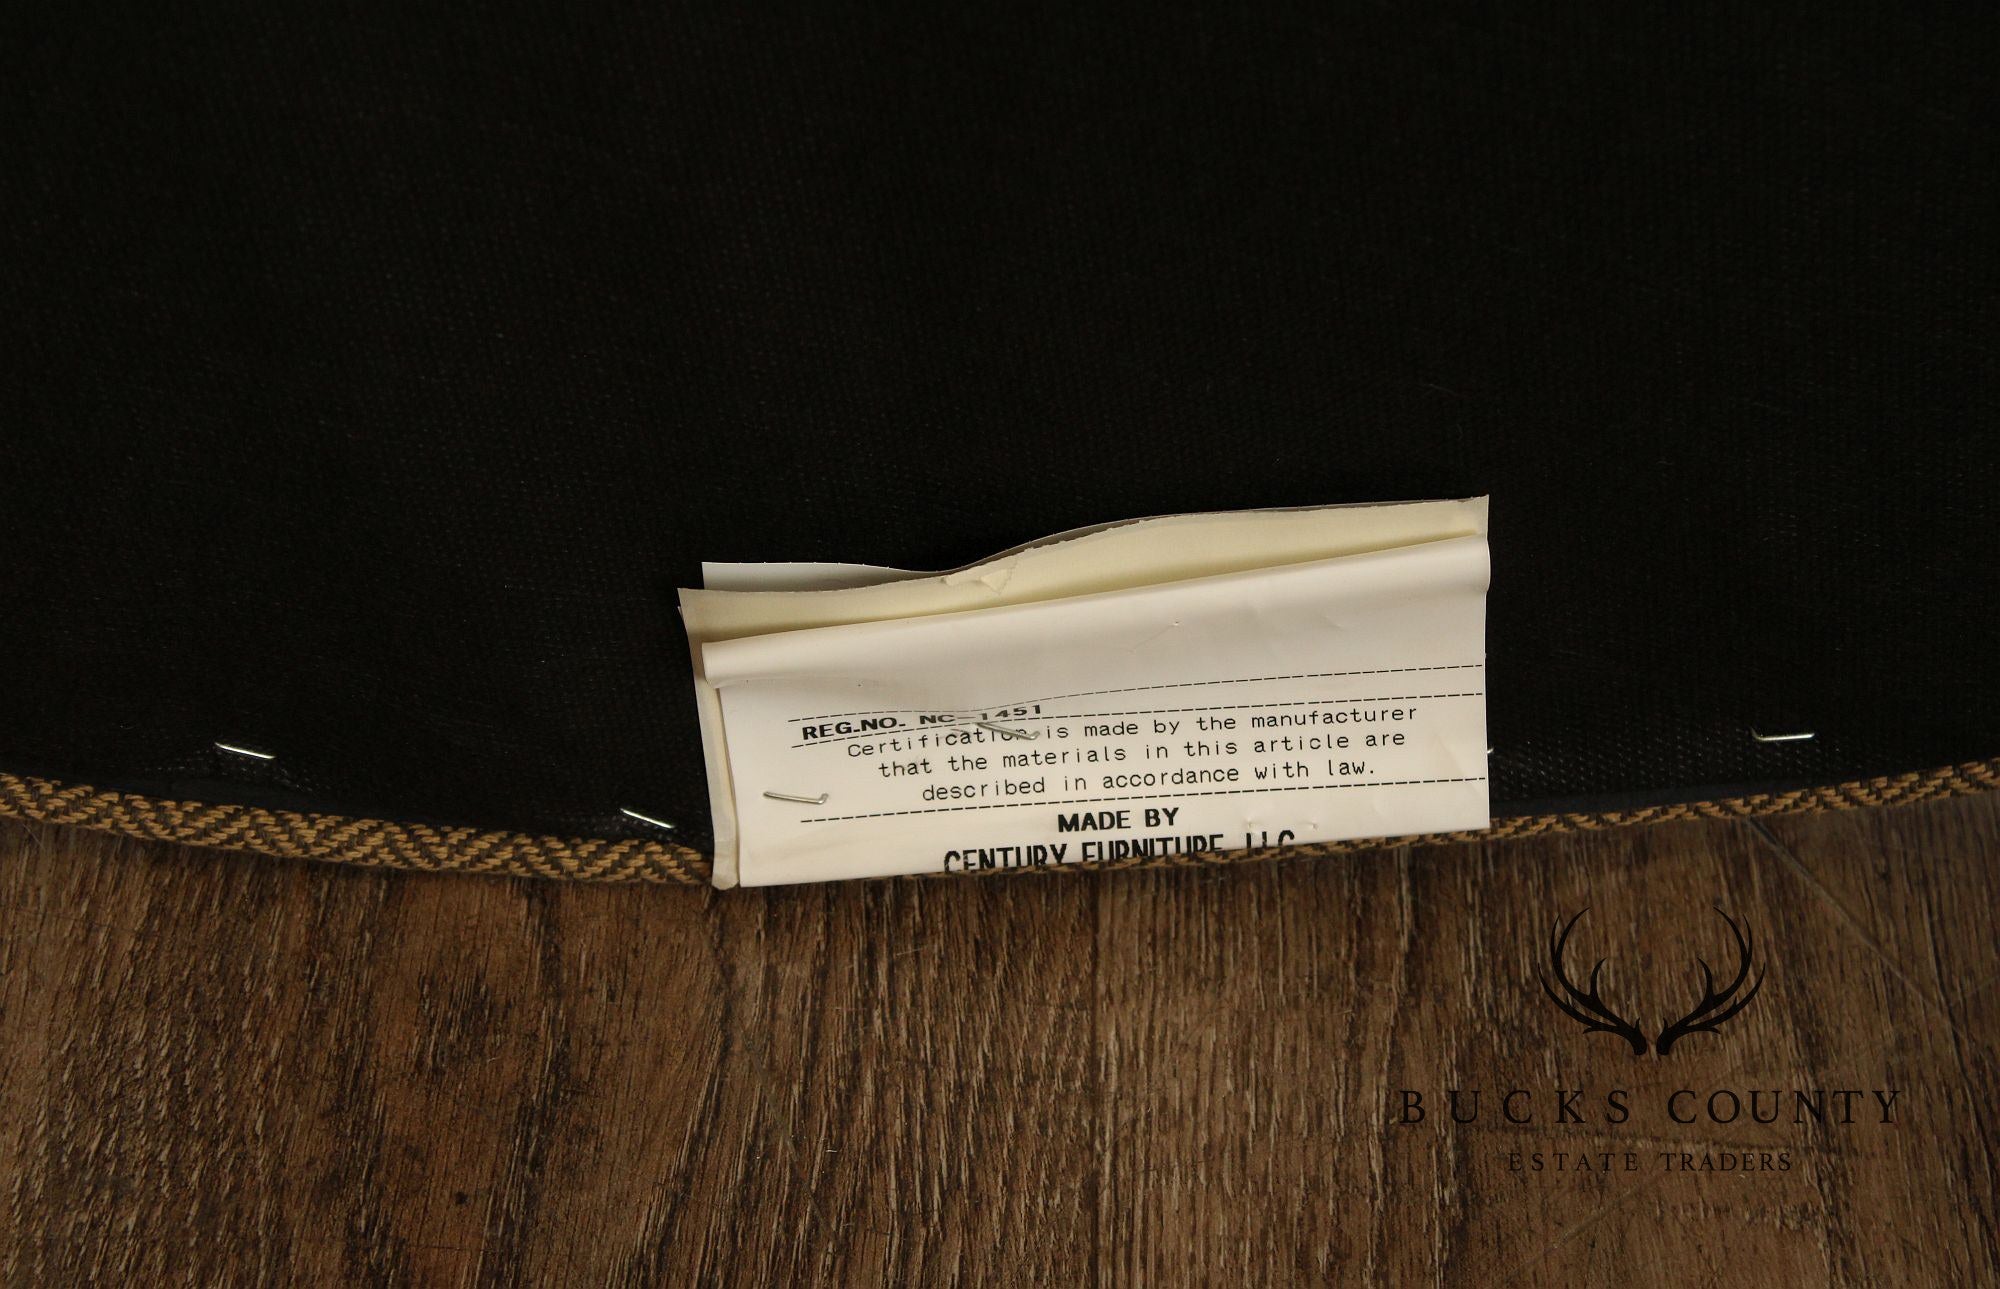 REG.NO. NC-1451
Certification is made by the manufacturer
that the materials in this article are
described in accordance with law.
MADE BY
CENTURY FURNITURE, LLC
BUCKS COUNTY
ESTATE TRADERS